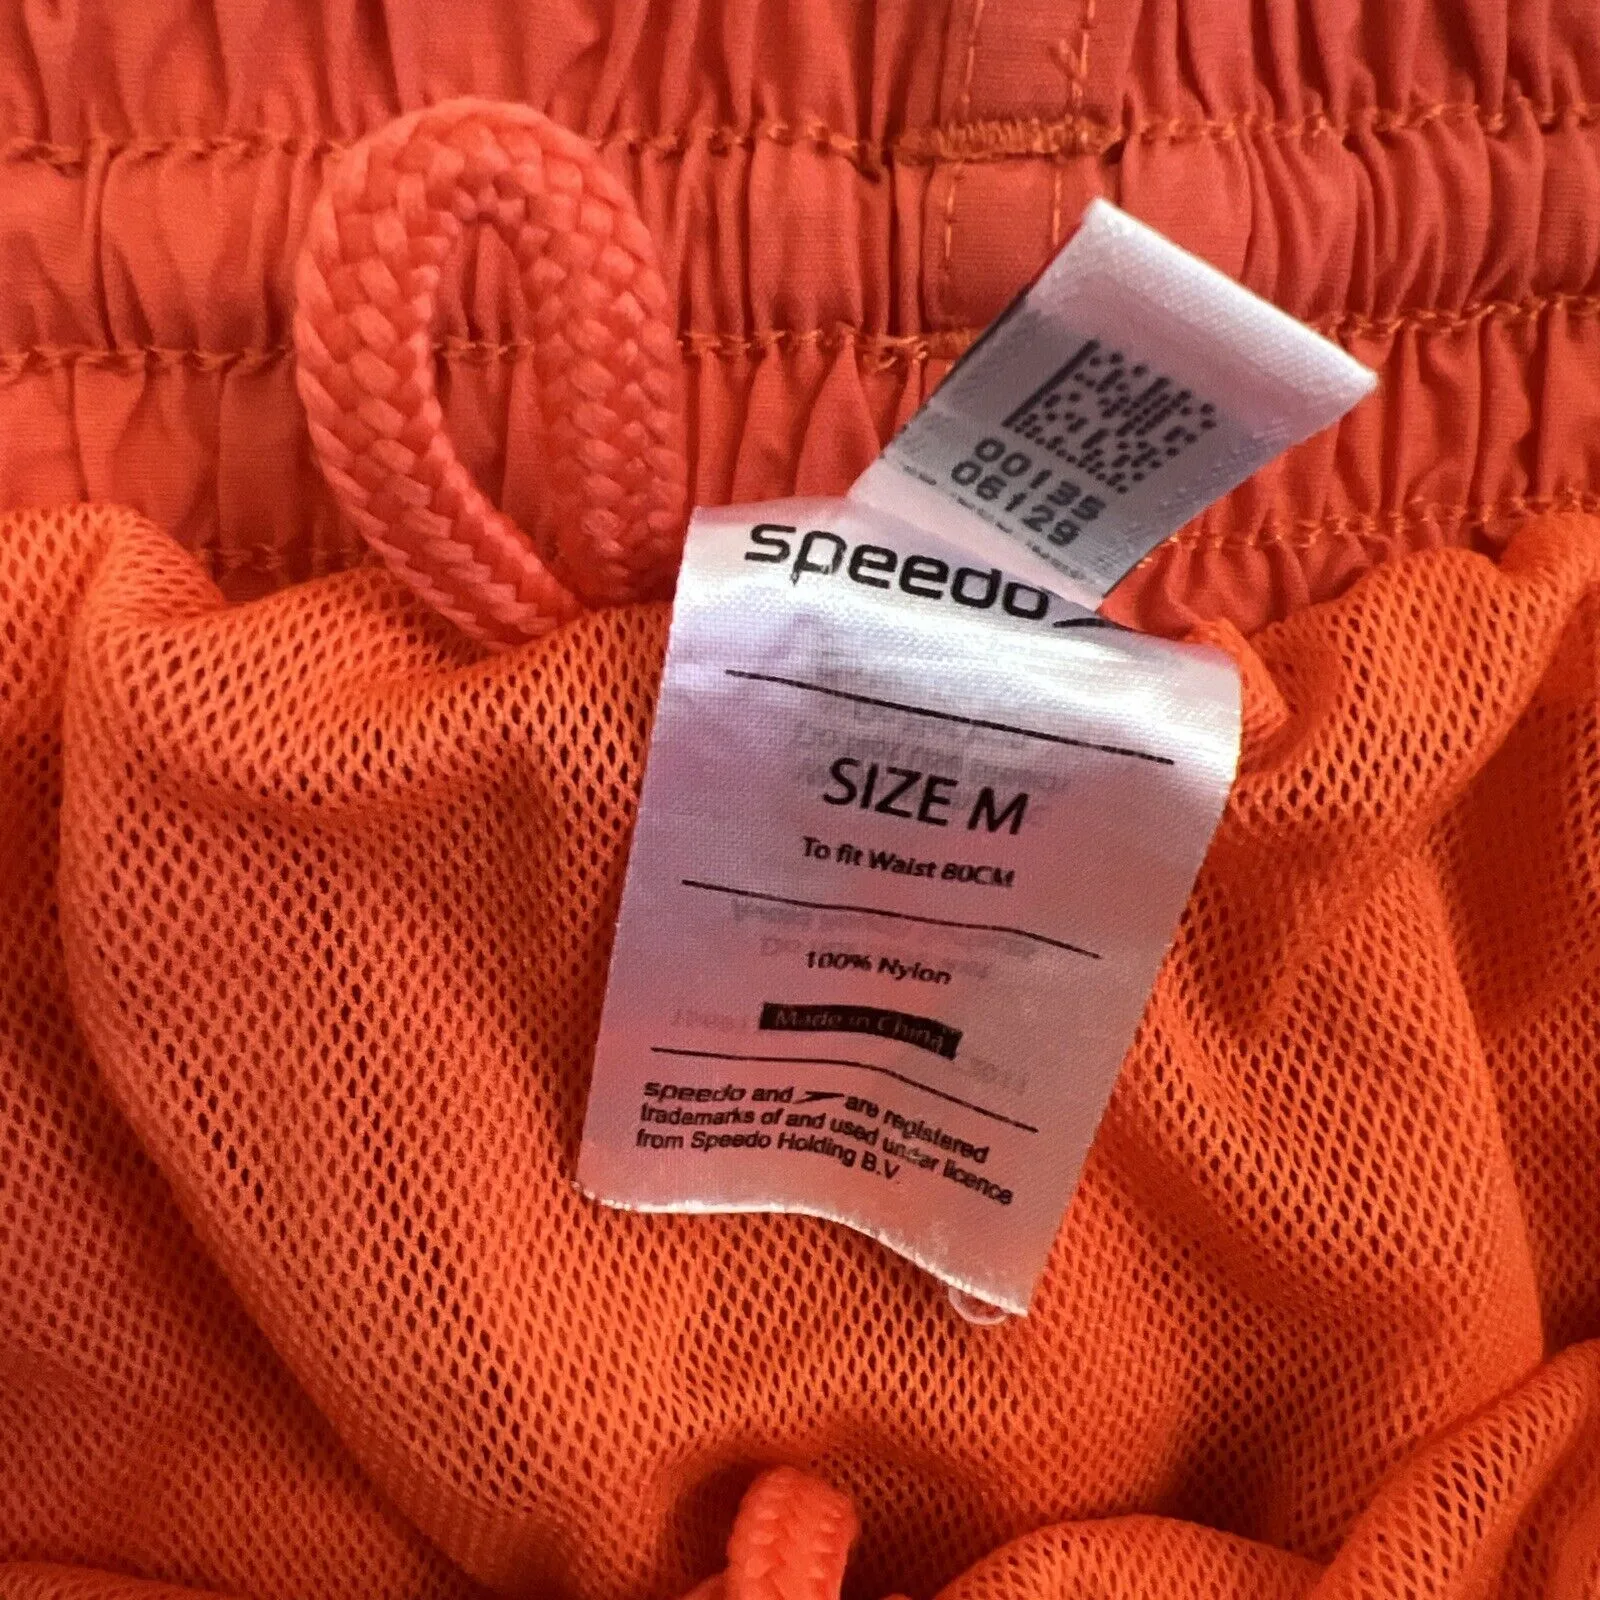 00135
06129
speedo
SIZE M
To fit Waist 80CM
100% Nylon
Made in China
speedo and are registered
trademarks of and used under licence
from Speedo Holding B.V.